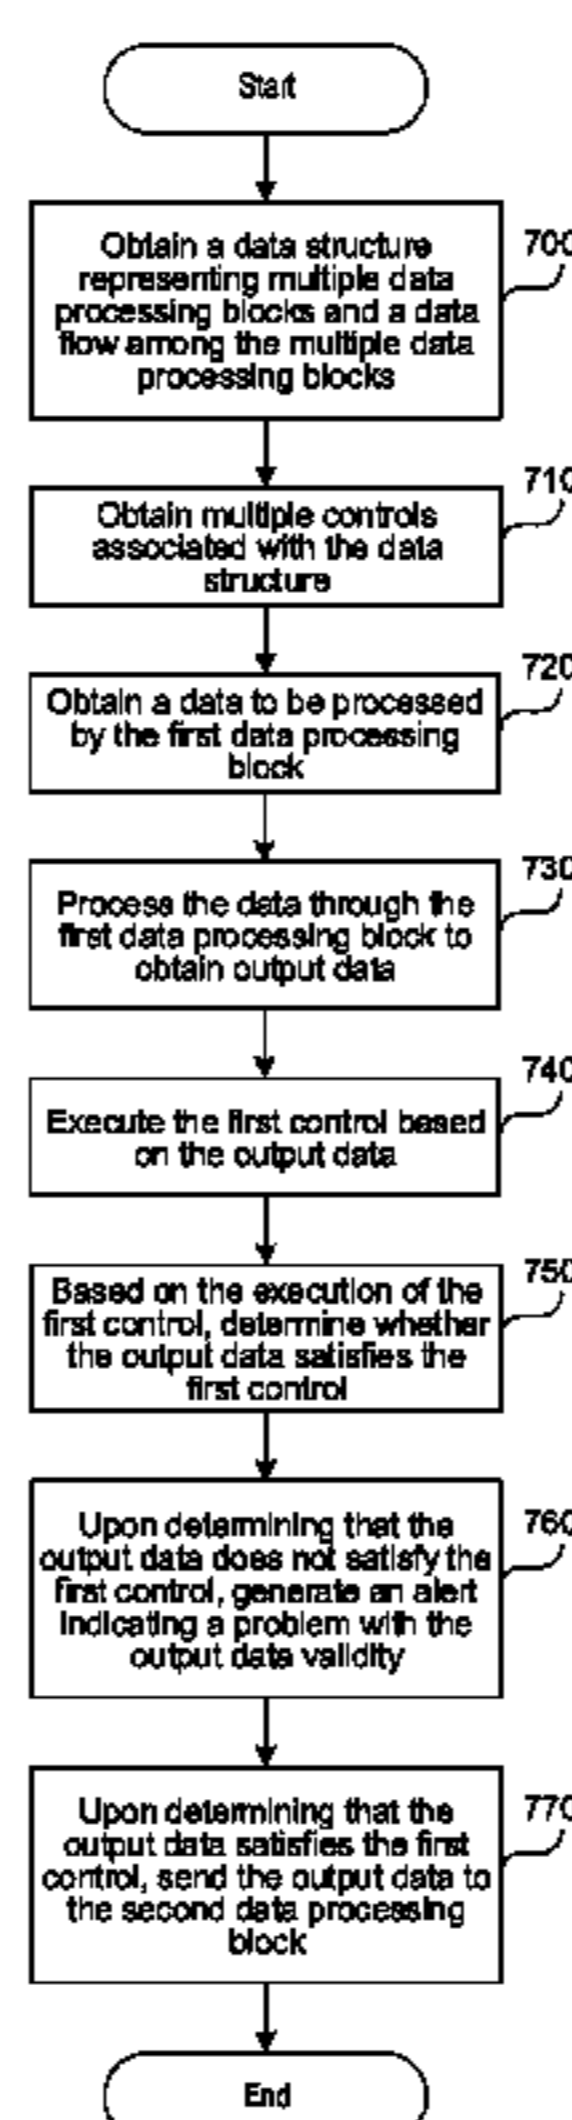 Start
Obtain a data structure
representing multiple data
processing blocks and a data
flow among the multiple data
processing blocks
700
Obtain multiple controls
associated with the data
structure
710
Obtain a data to be processed
by the first data processing
block
720
Process the data through the
first data processing block to
obtain output data
730
Execute the first control based
on the output data
740
Based on the execution of the
first control, determine whether
the output data satisfies the
first control
750
Upon determining that the
output data does not satisfy the
first control, generate an alert
indicating a problem with the
output data validity
760
Upon determining that the
output data satisfies the first
control, send the output data to
the second data processing
block
770
End